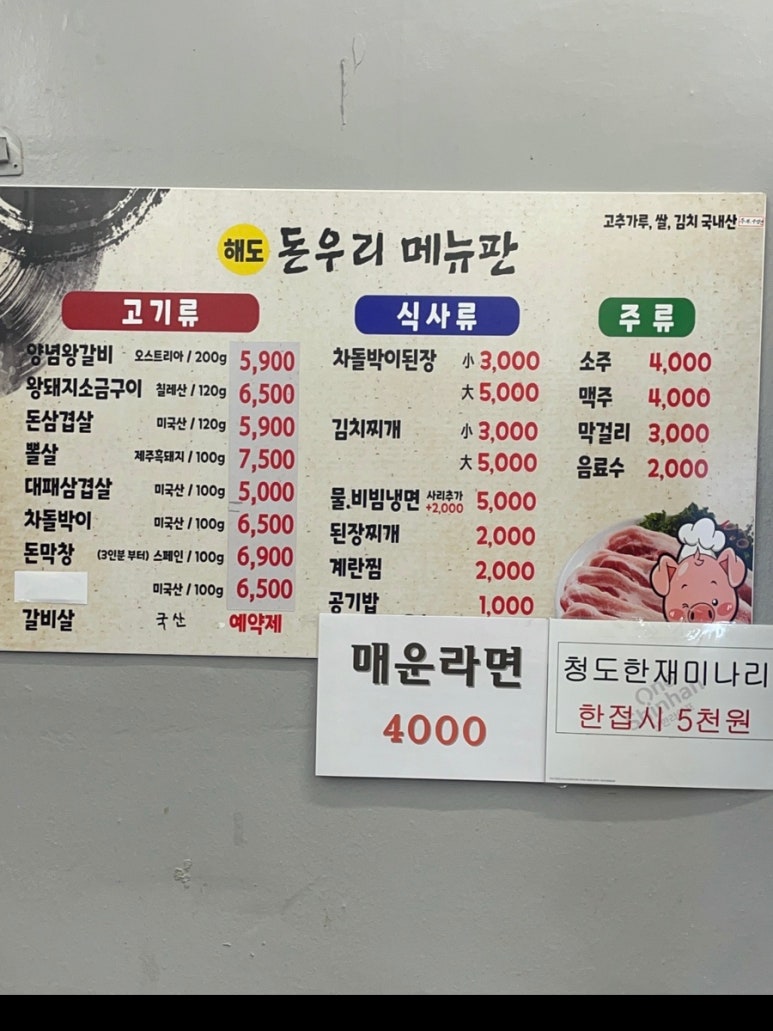 해도 돈우리 메뉴판
고추가루, 쌀, 김치 국내산
고기류
양념왕갈비 오스트리아 / 200g 5,900
왕돼지소금구이 칠레산 / 120g 6,500
돈삼겹살 미국산 / 120g 5,900
뽈살 제주흑돼지 / 100g 7,500
대패삼겹살 미국산 / 100g 5,000
차돌박이 미국산 / 100g 6,500
돈막창 (3인분 부터) 스페인 / 100g 6,900
미국산 / 100g 6,500
갈비살 국산 예약제
식사류
차돌박이된장 小 3,000
大 5,000
김치찌개 小 3,000
大 5,000
물.비빔냉면 사리추가 +2,000 5,000
된장찌개 2,000
계란찜 2,000
공기밥 1,000
주류
소주 4,000
맥주 4,000
막걸리 3,000
음료수 2,000
매운라면
4000
청도한재미나리
한접시 5천원